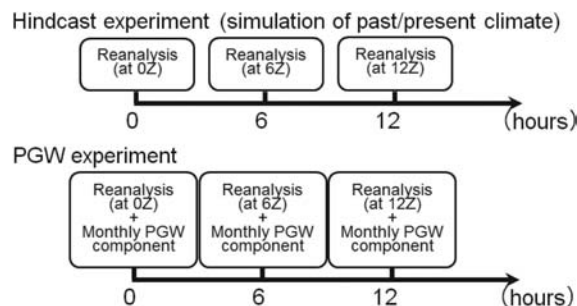 Hindcast experiment (simulation of past/present climate)
Reanalysis
(at 0Z)
Reanalysis
(at 6Z)
Reanalysis
(at 12Z)
0
6
12
(hours)
PGW experiment
Reanalysis
(at 0Z)
+
Monthly PGW
component
Reanalysis
(at 6Z)
+
Monthly PGW
component
Reanalysis
(at 12Z)
+
Monthly PGW
component
0
6
12
(hours)